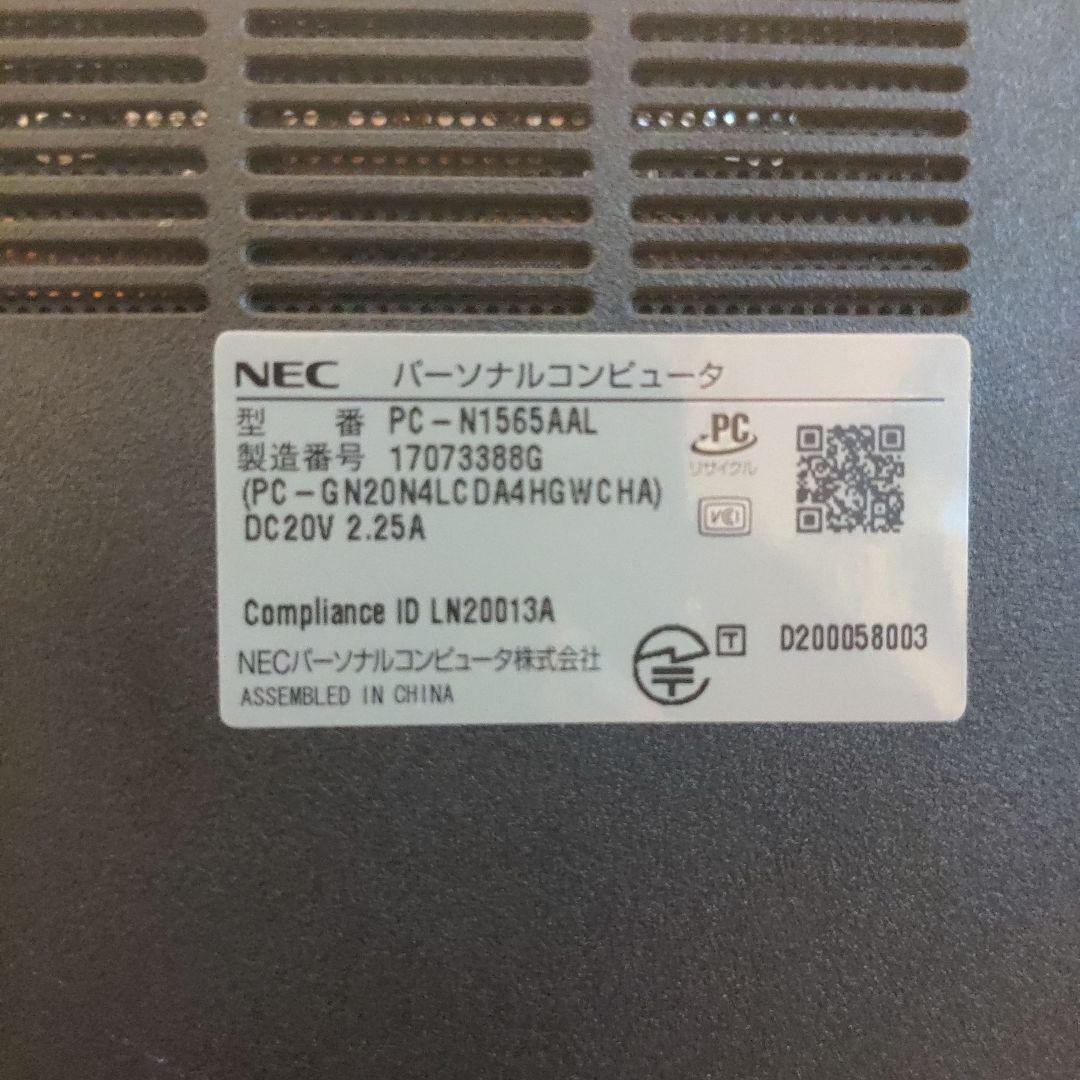 NEC パーソナルコンピュータ
型 番 PC-N1565AAL
製造番号 17073388G
(PC-GN20N4LCDA4HGWCHA)
DC20V 2.25A
PC
リサイクル
VCCI
Compliance ID LN20013A
NECパーソナルコンピュータ株式会社
ASSEMBLED IN CHINA
T D200058003